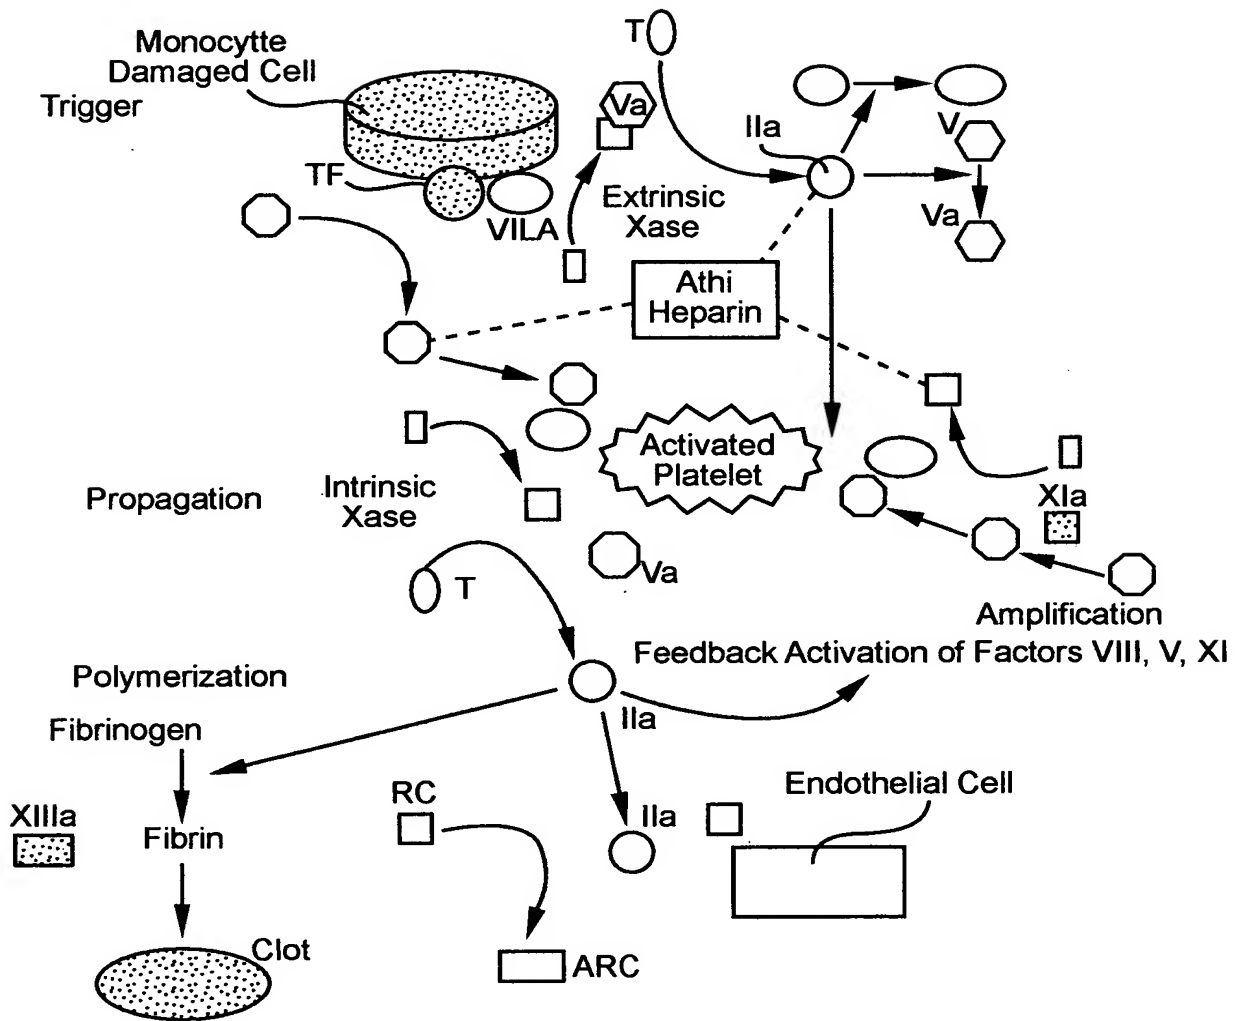 T
Monocytte
Damaged Cell
Trigger
Va
IIa
V
TF
VILA
Extrinsic
Xase
Va
Athi
Heparin
Activated
Platelet
Propagation
Intrinsic
Xase
XIa
Va
T
Amplification
Feedback Activation of Factors VIII, V, XI
Polymerization
IIa
Fibrinogen
Endothelial Cell
RC
IIa
XIIIa
Fibrin
Clot
ARC